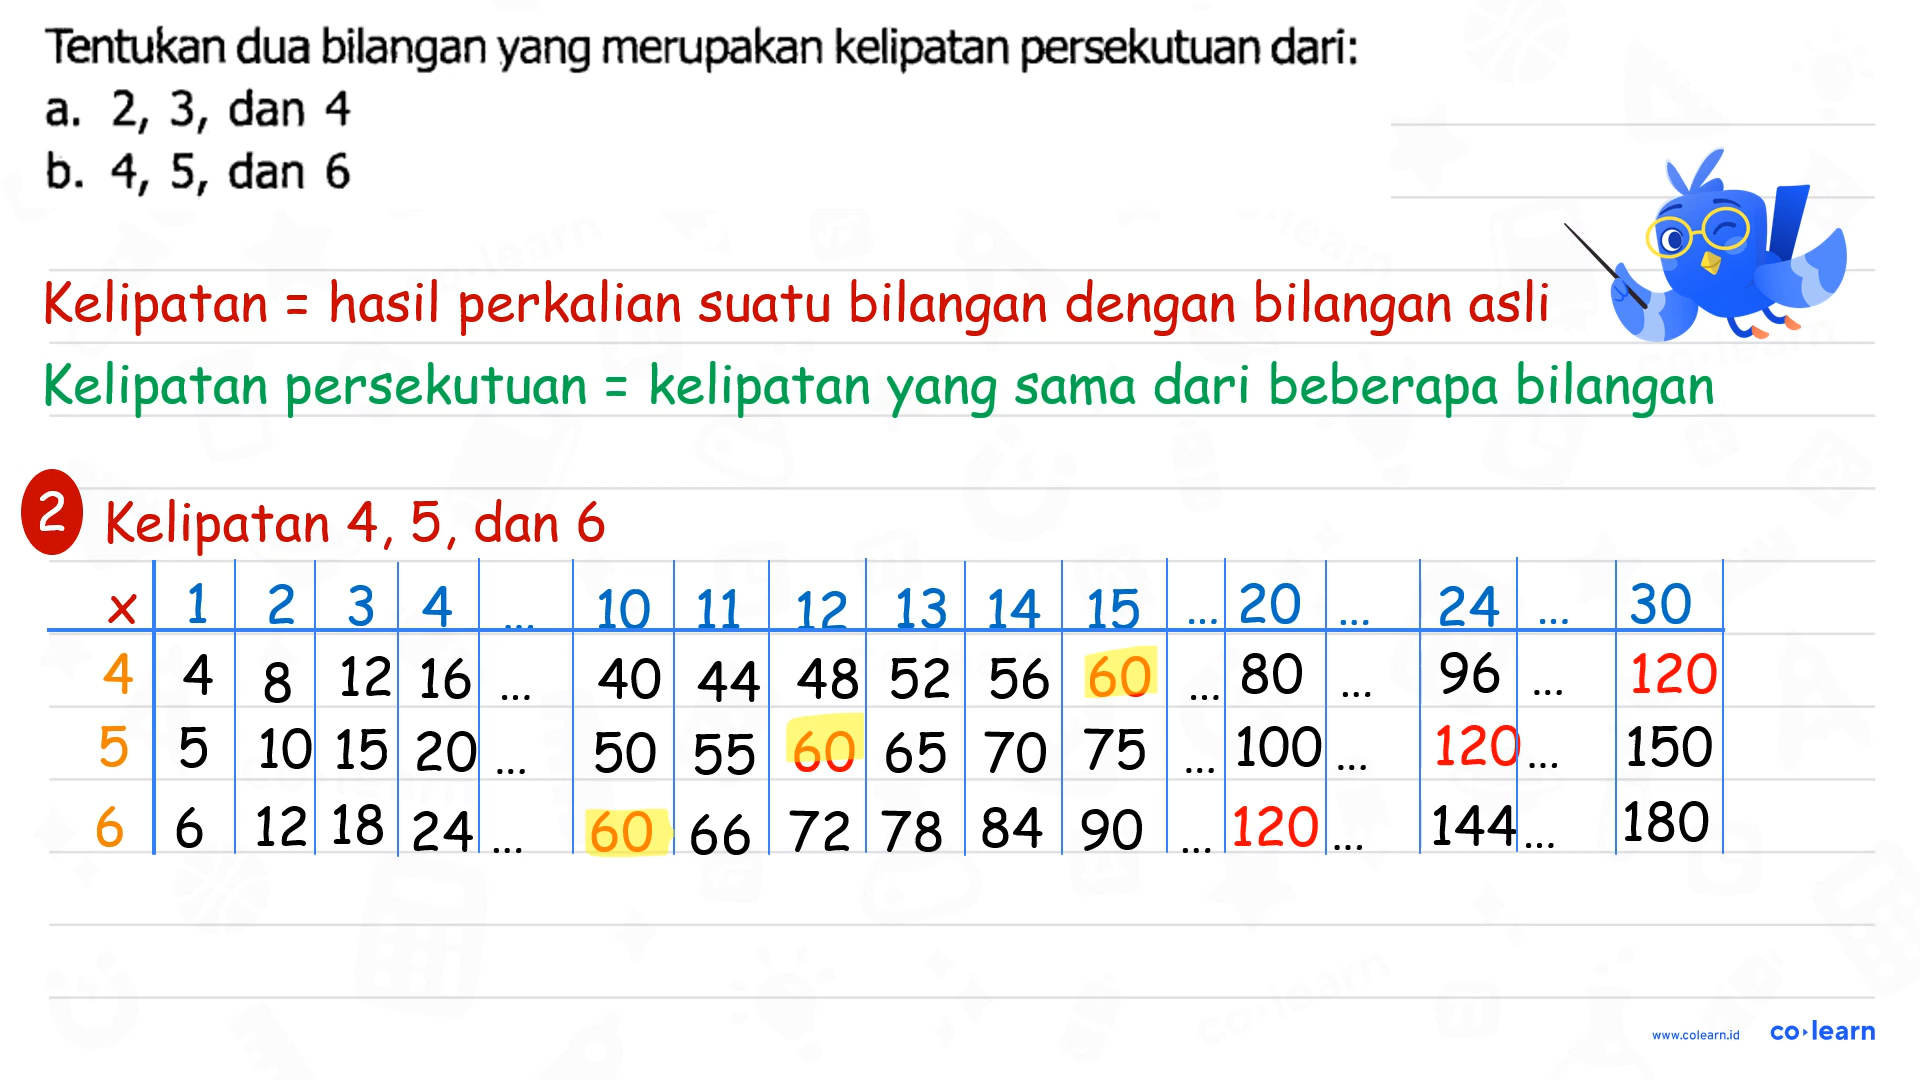 Tentukan dua bilangan yang merupakan kelipatan persekutuan dari:
a. 2, 3, dan 4
b. 4, 5, dan 6
Kelipatan = hasil perkalian suatu bilangan dengan bilangan asli
Kelipatan persekutuan = kelipatan yang sama dari beberapa bilangan
2 Kelipatan 4, 5, dan 6
x 1 2 3 4 ... 10 11 12 13 14 15 ... 20 ... 24 ... 30
4 4 8 12 16 ... 40 44 48 52 56 60 ... 80 ... 96 ... 120
5 5 10 15 20 ... 50 55 60 65 70 75 ... 100 ... 120 ... 150
6 6 12 18 24 ... 60 66 72 78 84 90 ... 120 ... 144 ... 180
www.colearn.id co learn